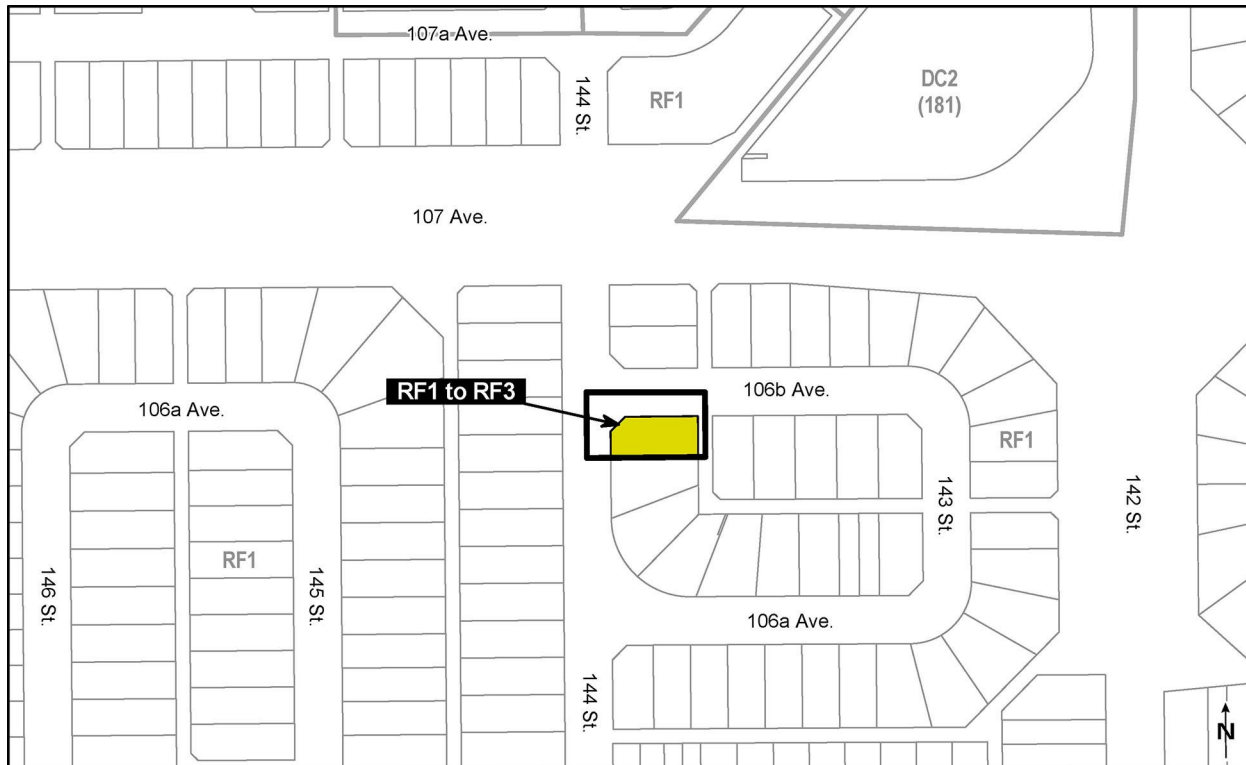 107a Ave.
144 St.
RF1
DC2
(181)
107 Ave.
RF1 to RF3
106a Ave.
106b Ave.
RF1
143 St.
142 St.
RF1
146 St.
145 St.
106a Ave.
144 St.
N